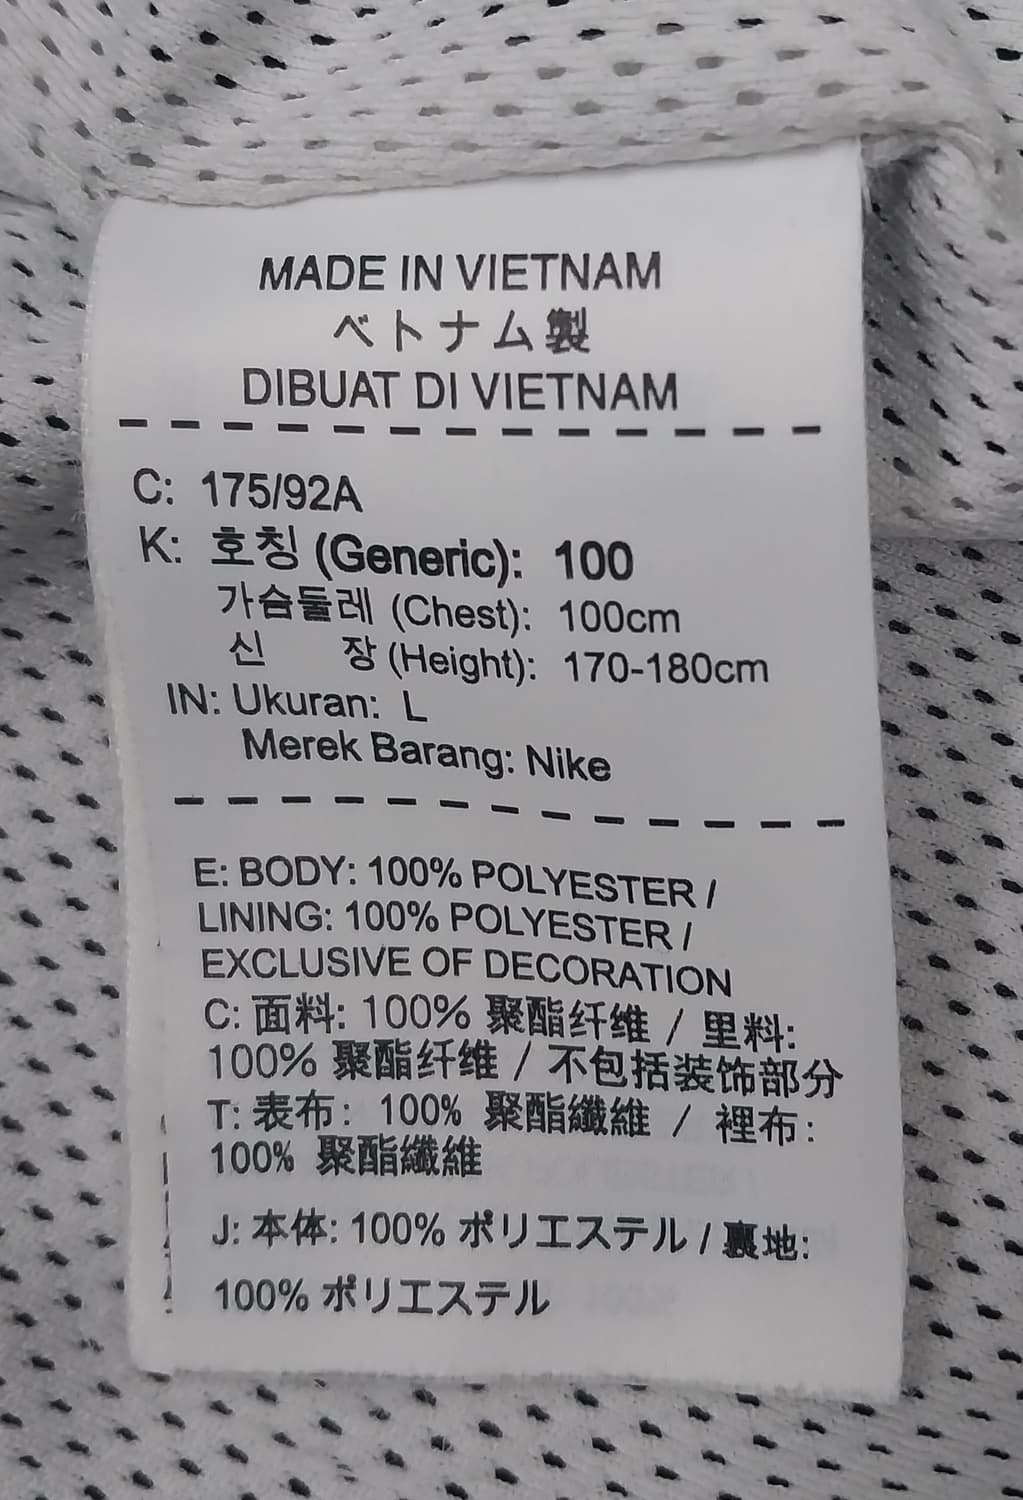 MADE IN VIETNAM
ベトナム製
DIBUAT DI VIETNAM
C: 175/92A
K: 호칭 (Generic): 100
가슴둘레 (Chest): 100cm
신 장 (Height): 170-180cm
IN: Ukuran: L
Merek Barang: Nike
E: BODY: 100% POLYESTER /
LINING: 100% POLYESTER /
EXCLUSIVE OF DECORATION
C: 面料: 100% 聚酯纤维 / 里料:
100% 聚酯纤维 / 不包括装饰部分
T: 表布: 100% 聚酯纖維 / 裡布:
100% 聚酯纖維
J: 本体: 100% ポリエステル / 裏地:
100% ポリエステル